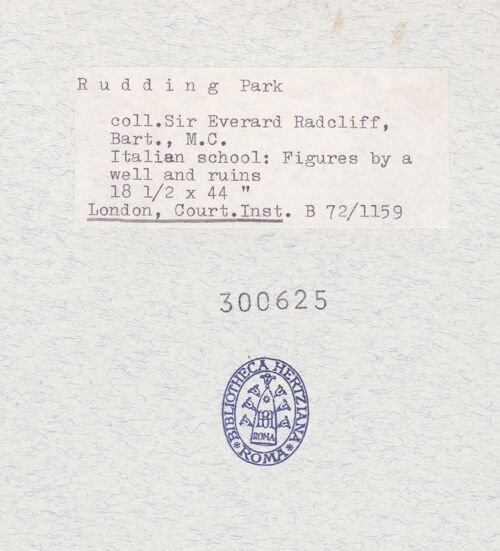 R u d d i n g  Park
coll.Sir Everard Radcliff,
Bart., M.C.
Italian school: Figures by a
well and ruins
18 1/2 x 44 "
London, Court.Inst. B 72/1159
300625
BIBLIOTHECA HERTZIANA
ROMA
* ROMA *